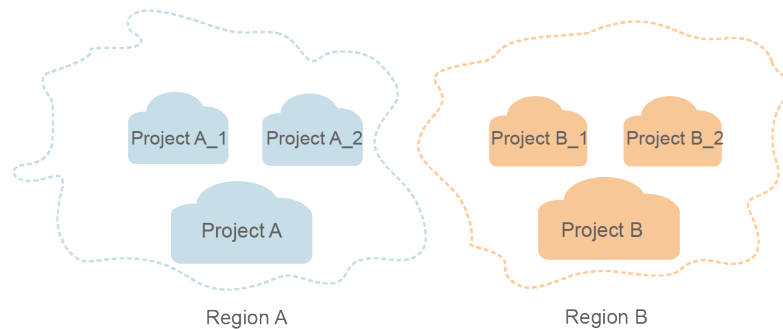 Project A_1
Project A_2
Project B_1
Project B_2
Project A
Project B
Region A
Region B